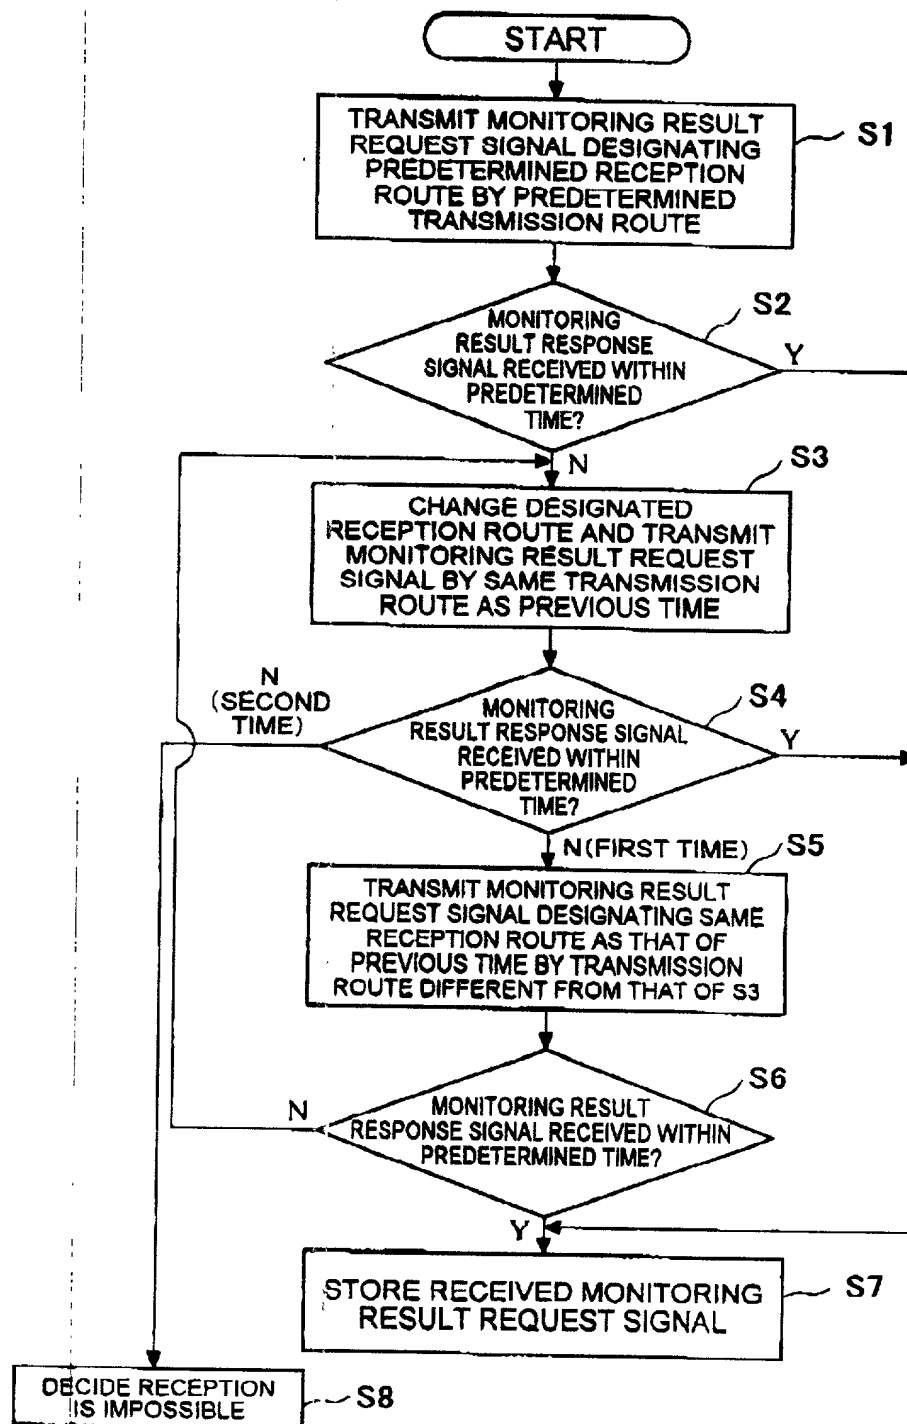 START
TRANSMIT MONITORING RESULT
REQUEST SIGNAL DESIGNATING
PREDETERMINED RECEPTION
ROUTE BY PREDETERMINED
TRANSMISSION ROUTE
S1
MONITORING
RESULT RESPONSE
SIGNAL RECEIVED WITHIN
PREDETERMINED
TIME?
S2
Y
N
S3
CHANGE DESIGNATED
RECEPTION ROUTE AND TRANSMIT
MONITORING RESULT REQUEST
SIGNAL BY SAME TRANSMISSION
ROUTE AS PREVIOUS TIME
N
(SECOND
TIME)
MONITORING
RESULT RESPONSE SIGNAL
RECEIVED WITHIN
PREDETERMINED
TIME?
S4
Y
N(FIRST TIME)
S5
TRANSMIT MONITORING RESULT
REQUEST SIGNAL DESIGNATING SAME
RECEPTION ROUTE AS THAT OF
PREVIOUS TIME BY TRANSMISSION
ROUTE DIFFERENT FROM THAT OF S3
N
MONITORING RESULT
RESPONSE SIGNAL RECEIVED WITHIN
PREDETERMINED TIME?
S6
Y
STORE RECEIVED MONITORING
RESULT REQUEST SIGNAL
S7
DECIDE RECEPTION
IS IMPOSSIBLE
S8